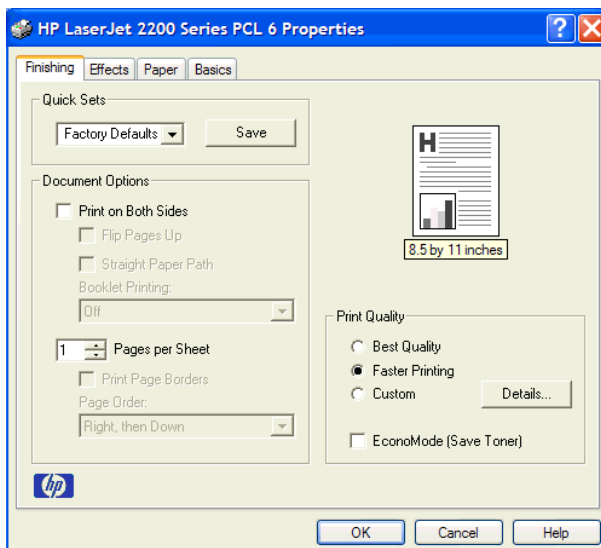 HP LaserJet 2200 Series PCL 6 Properties
Finishing Effects Paper Basics
Quick Sets
Factory Defaults Save
Document Options
Print on Both Sides
Flip Pages Up
Straight Paper Path
Booklet Printing:
Off
1 Pages per Sheet
Print Page Borders
Page Order:
Right, then Down
H
8.5 by 11 inches
Print Quality
Best Quality
Faster Printing
Custom Details...
EconoMode (Save Toner)
hp
OK Cancel Help